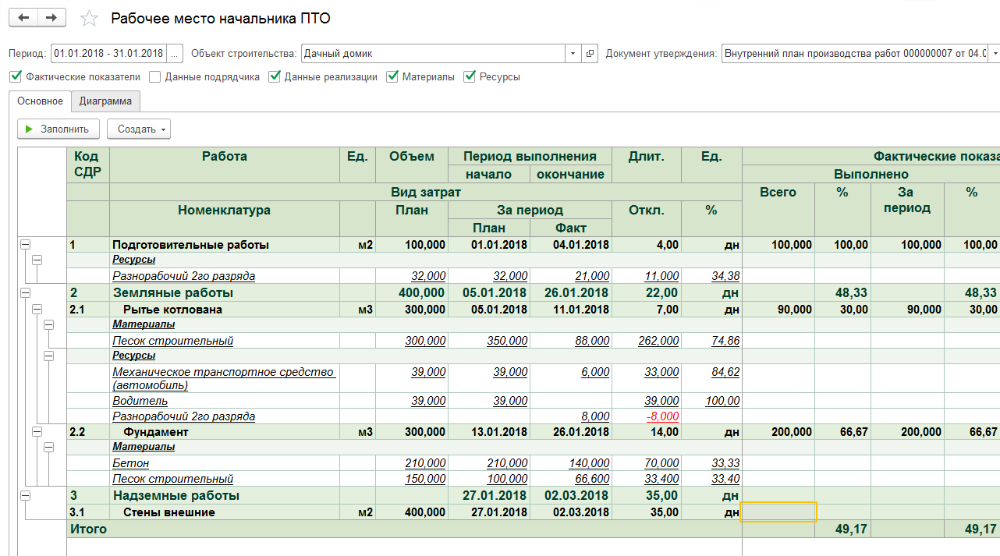 Рабочее место начальника ПТО
Период: 01.01.2018 - 31.01.2018 ... Объект строительства: Дачный домик Документ утверждения: Внутренний план производства работ 000000007 от 04.0
Фактические показатели Данные подрядчика Данные реализации Материалы Ресурсы
Основное Диаграмма
Заполнить Создать
Код СДР Работа Ед. Объем Период выполнения Длит. Ед. Фактические показа
начало окончание Выполнено
Вид затрат Всего % За период %
Номенклатура План За период Откл. %
План Факт
1 Подготовительные работы м2 100,000 01.01.2018 04.01.2018 4,00 дн 100,000 100,00 100,000 100,00
Ресурсы
Разнорабочий 2го разряда 32,000 32,000 21,000 11,000 34,38
2 Земляные работы 400,000 05.01.2018 26.01.2018 22,00 дн 48,33 48,33
2.1 Рытье котлована м3 300,000 05.01.2018 11.01.2018 7,00 дн 90,000 30,00 90,000 30,00
Материалы
Песок строительный 300,000 350,000 88,000 262,000 74,86
Ресурсы
Механическое транспортное средство 39,000 39,000 6,000 33,000 84,62
(автомобиль)
Водитель 39,000 39,000 39,000 100,00
Разнорабочий 2го разряда 8,000 -8,000
2.2 Фундамент м3 300,000 13.01.2018 26.01.2018 14,00 дн 200,000 66,67 200,000 66,67
Материалы
Бетон 210,000 210,000 140,000 70,000 33,33
Песок строительный 150,000 100,000 66,600 33,400 33,40
3 Надземные работы 27.01.2018 02.03.2018 35,00 дн
3.1 Стены внешние м2 400,000 27.01.2018 02.03.2018 35,00 дн
Итого 49,17 49,17